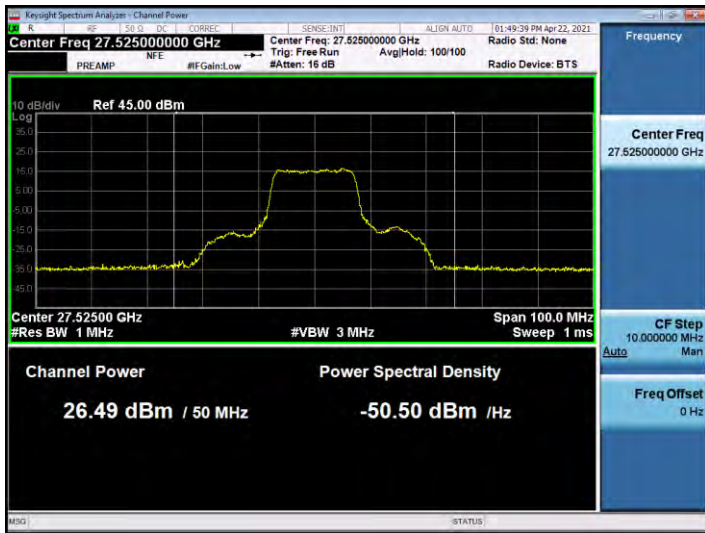 Keysight Spectrum Analyzer - Channel Power
R RF 50 Ω DC CORREC SENSE:INT ALIGN AUTO 01:49:39 PM Apr 22, 2021
Center Freq 27.525000000 GHz Center Freq: 27.525000000 GHz Radio Std: None
NFE Trig: Free Run Avg|Hold: 100/100
PREAMP #IFGain:Low #Atten: 16 dB Radio Device: BTS
Frequency
10 dB/div Ref 45.00 dBm
Log
35.0
25.0
15.0
5.00
-5.00
-15.0
-25.0
-35.0
-45.0
Center 27.52500 GHz Span 100.0 MHz
#Res BW 1 MHz #VBW 3 MHz Sweep 1 ms
Channel Power Power Spectral Density
26.49 dBm / 50 MHz -50.50 dBm /Hz
Center Freq
27.525000000 GHz
CF Step
10.000000 MHz
Auto Man
Freq Offset
0 Hz
MSG STATUS